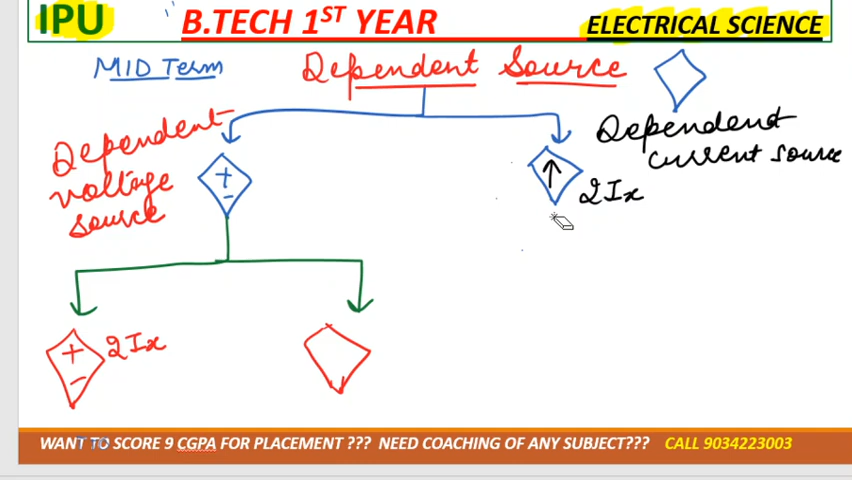 IPU
B.TECH 1ST YEAR
ELECTRICAL SCIENCE
MID Term
Dependent Source
Dependent
voltage
source
+
-
↑
Dependent
current source
2Ix
+
-
2Ix
WANT TO SCORE 9 CGPA FOR PLACEMENT ??? NEED COACHING OF ANY SUBJECT??? CALL 9034223003